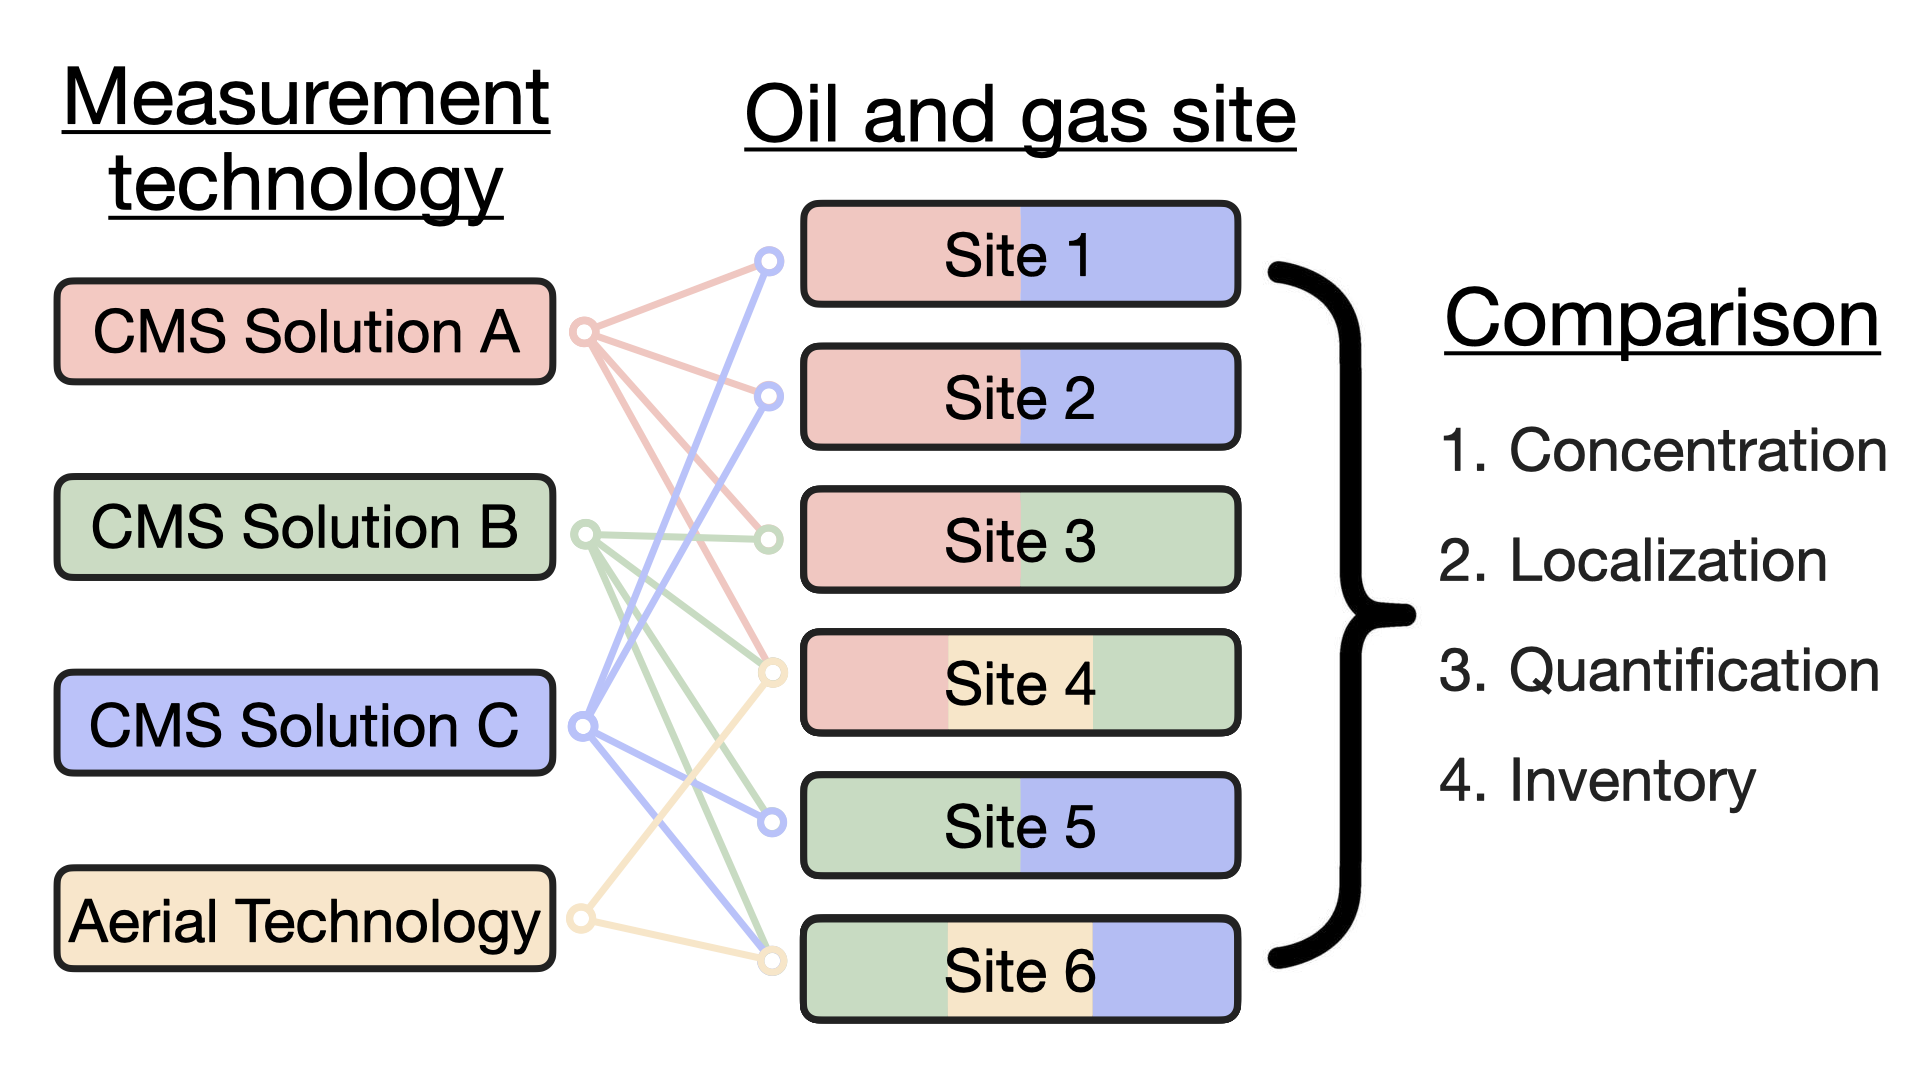 Measurement
technology
CMS Solution A
CMS Solution B
CMS Solution C
Aerial Technology
Oil and gas site
Site 1
Site 2
Site 3
Site 4
Site 5
Site 6
Comparison
1. Concentration
2. Localization
3. Quantification
4. Inventory